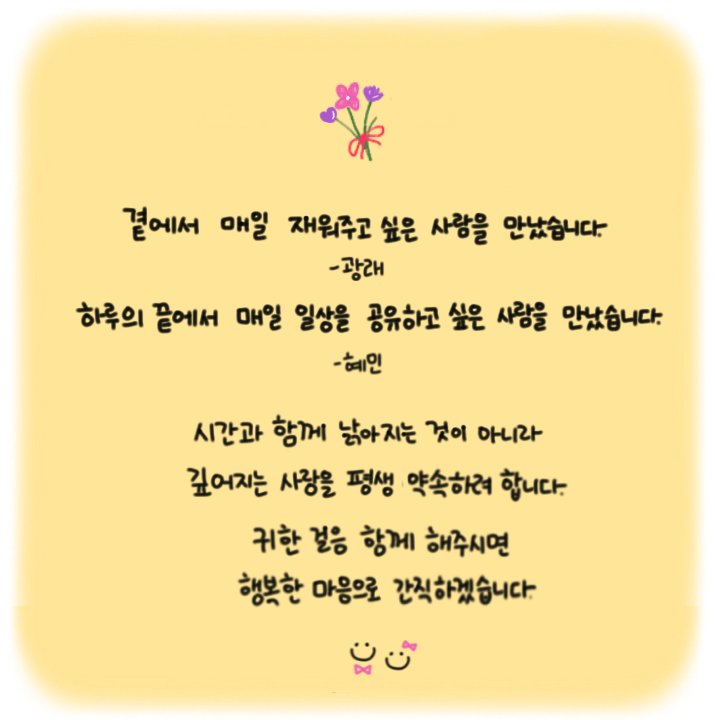 곁에서 매일 재워주고 싶은 사람을 만났습니다.
-광래
하루의 끝에서 매일 일상을 공유하고 싶은 사람을 만났습니다.
-혜민
시간과 함께 낡아지는 것이 아니라
깊어지는 사랑을 평생 약속하려 합니다.
귀한 걸음 함께 해주시면
행복한 마음으로 간직하겠습니다.